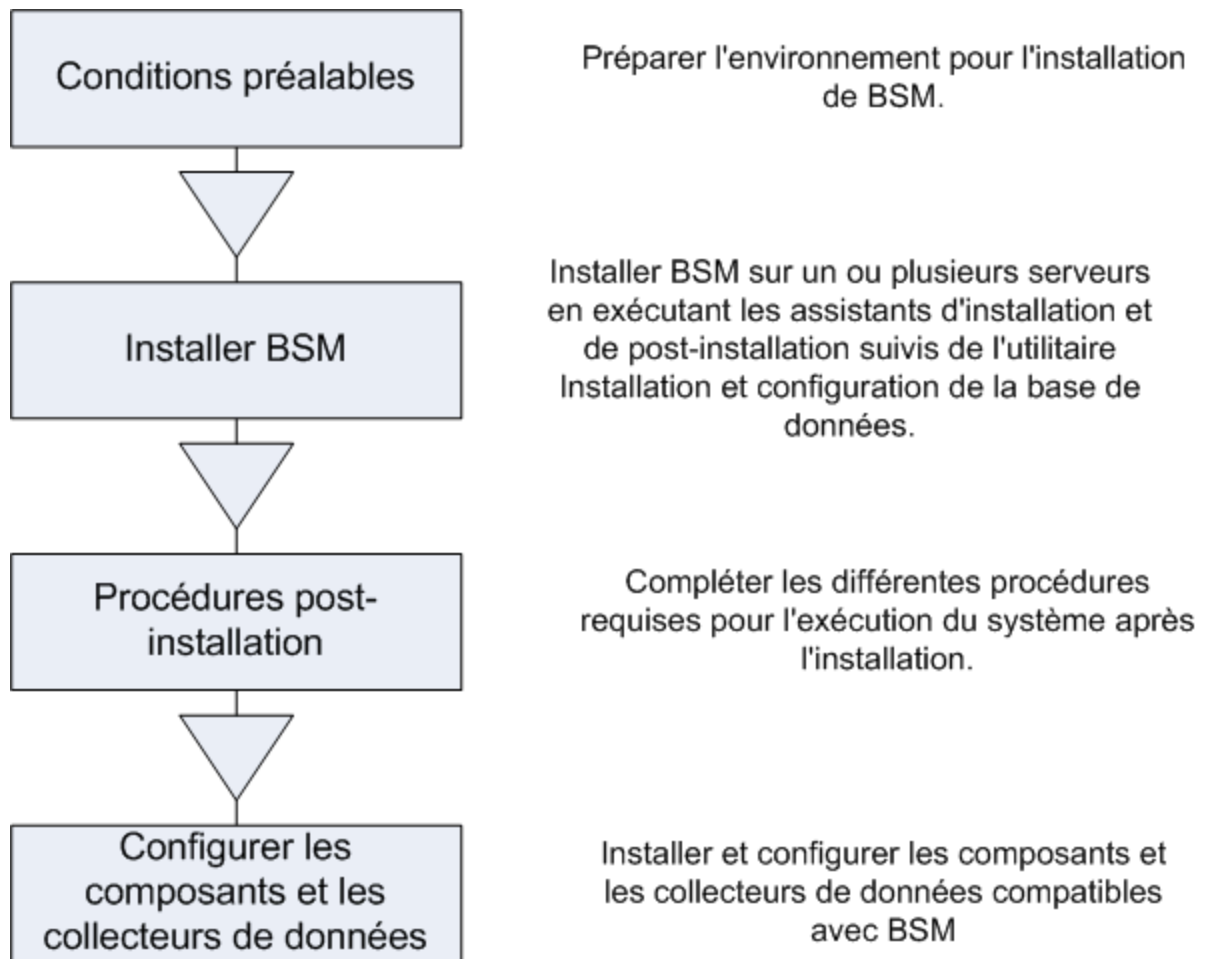 Conditions préalables
Préparer l'environnement pour l'installation
de BSM.
Installer BSM
Installer BSM sur un ou plusieurs serveurs
en exécutant les assistants d'installation et
de post-installation suivis de l'utilitaire
Installation et configuration de la base de
données.
Procédures post-
installation
Compléter les différentes procédures
requises pour l'exécution du système après
l'installation.
Configurer les
composants et les
collecteurs de données
Installer et configurer les composants et
les collecteurs de données compatibles
avec BSM